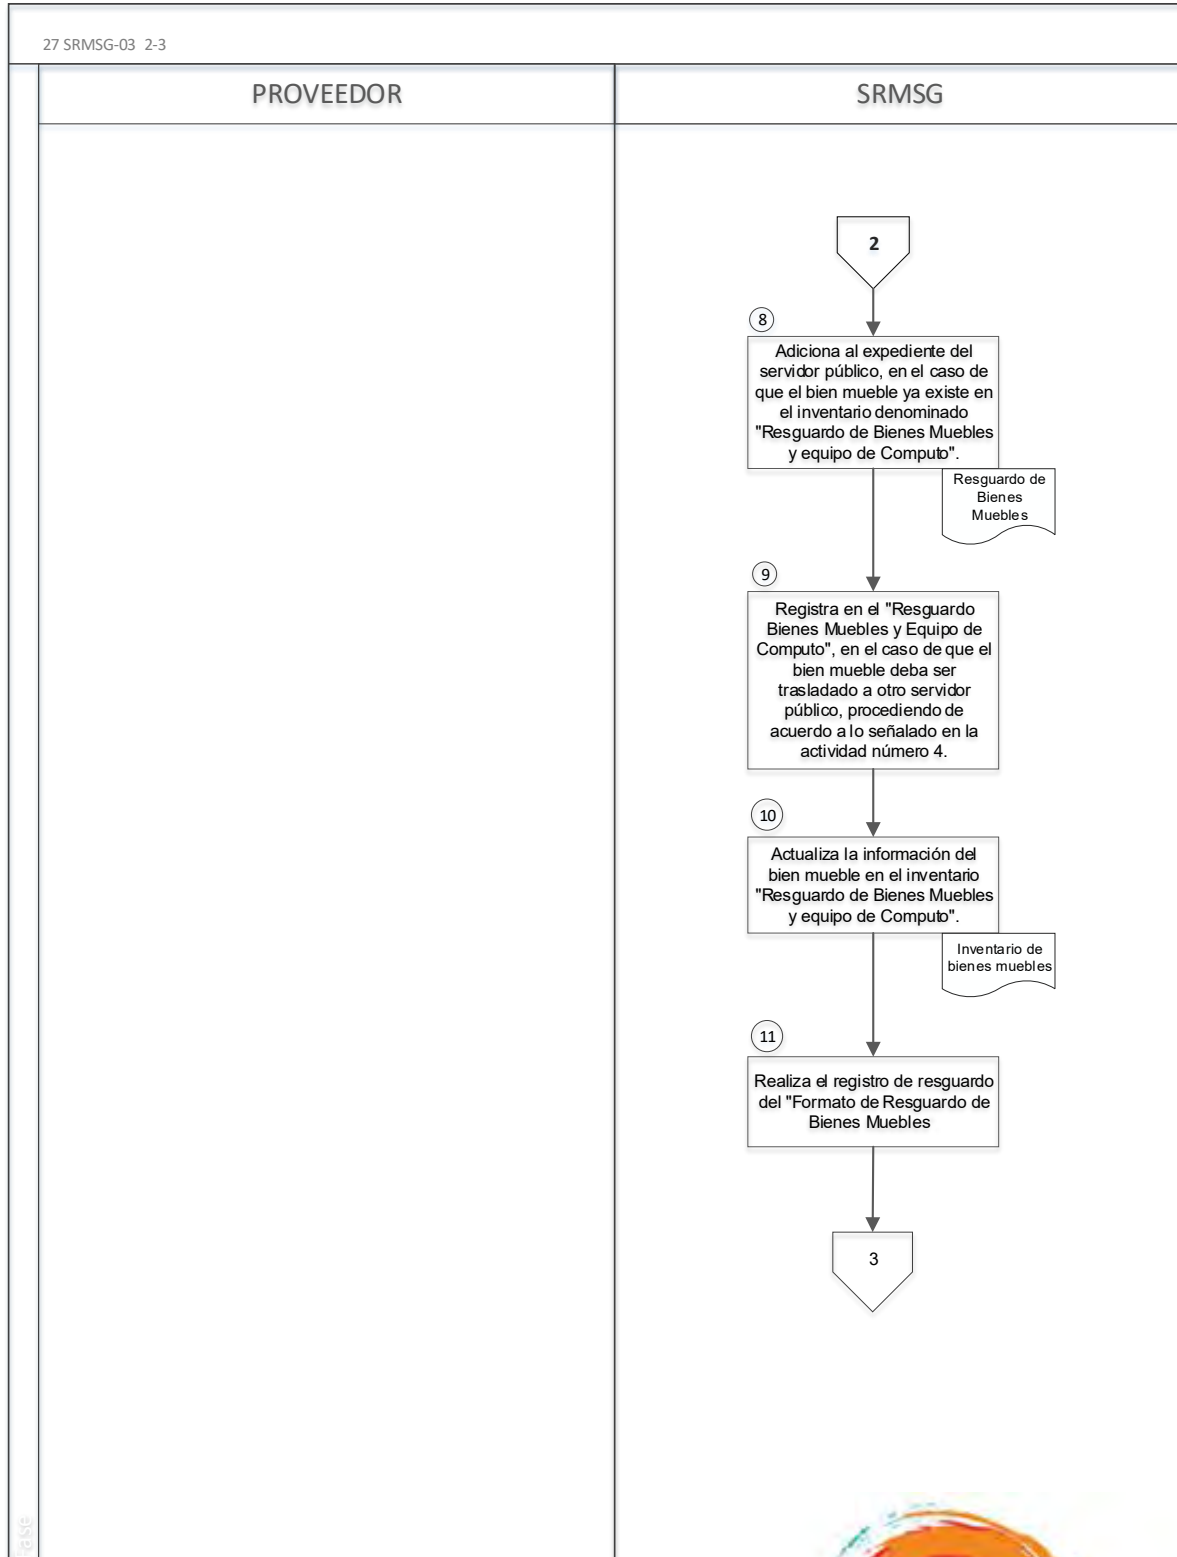 27 SRMSG-03 2-3
PROVEEDOR
SRMSG
2
8
Adiciona al expediente del
servidor público, en el caso de
que el bien mueble ya existe en
el inventario denominado
"Resguardo de Bienes Muebles
y equipo de Computo".
Resguardo de
Bienes
Muebles
9
Registra en el "Resguardo
Bienes Muebles y Equipo de
Computo", en el caso de que el
bien mueble deba ser
trasladado a otro servidor
público, procediendo de
acuerdo a lo señalado en la
actividad número 4.
10
Actualiza la información del
bien mueble en el inventario
"Resguardo de Bienes Muebles
y equipo de Computo".
Inventario de
bienes muebles
11
Realiza el registro de resguardo
del "Formato de Resguardo de
Bienes Muebles
3
Fase